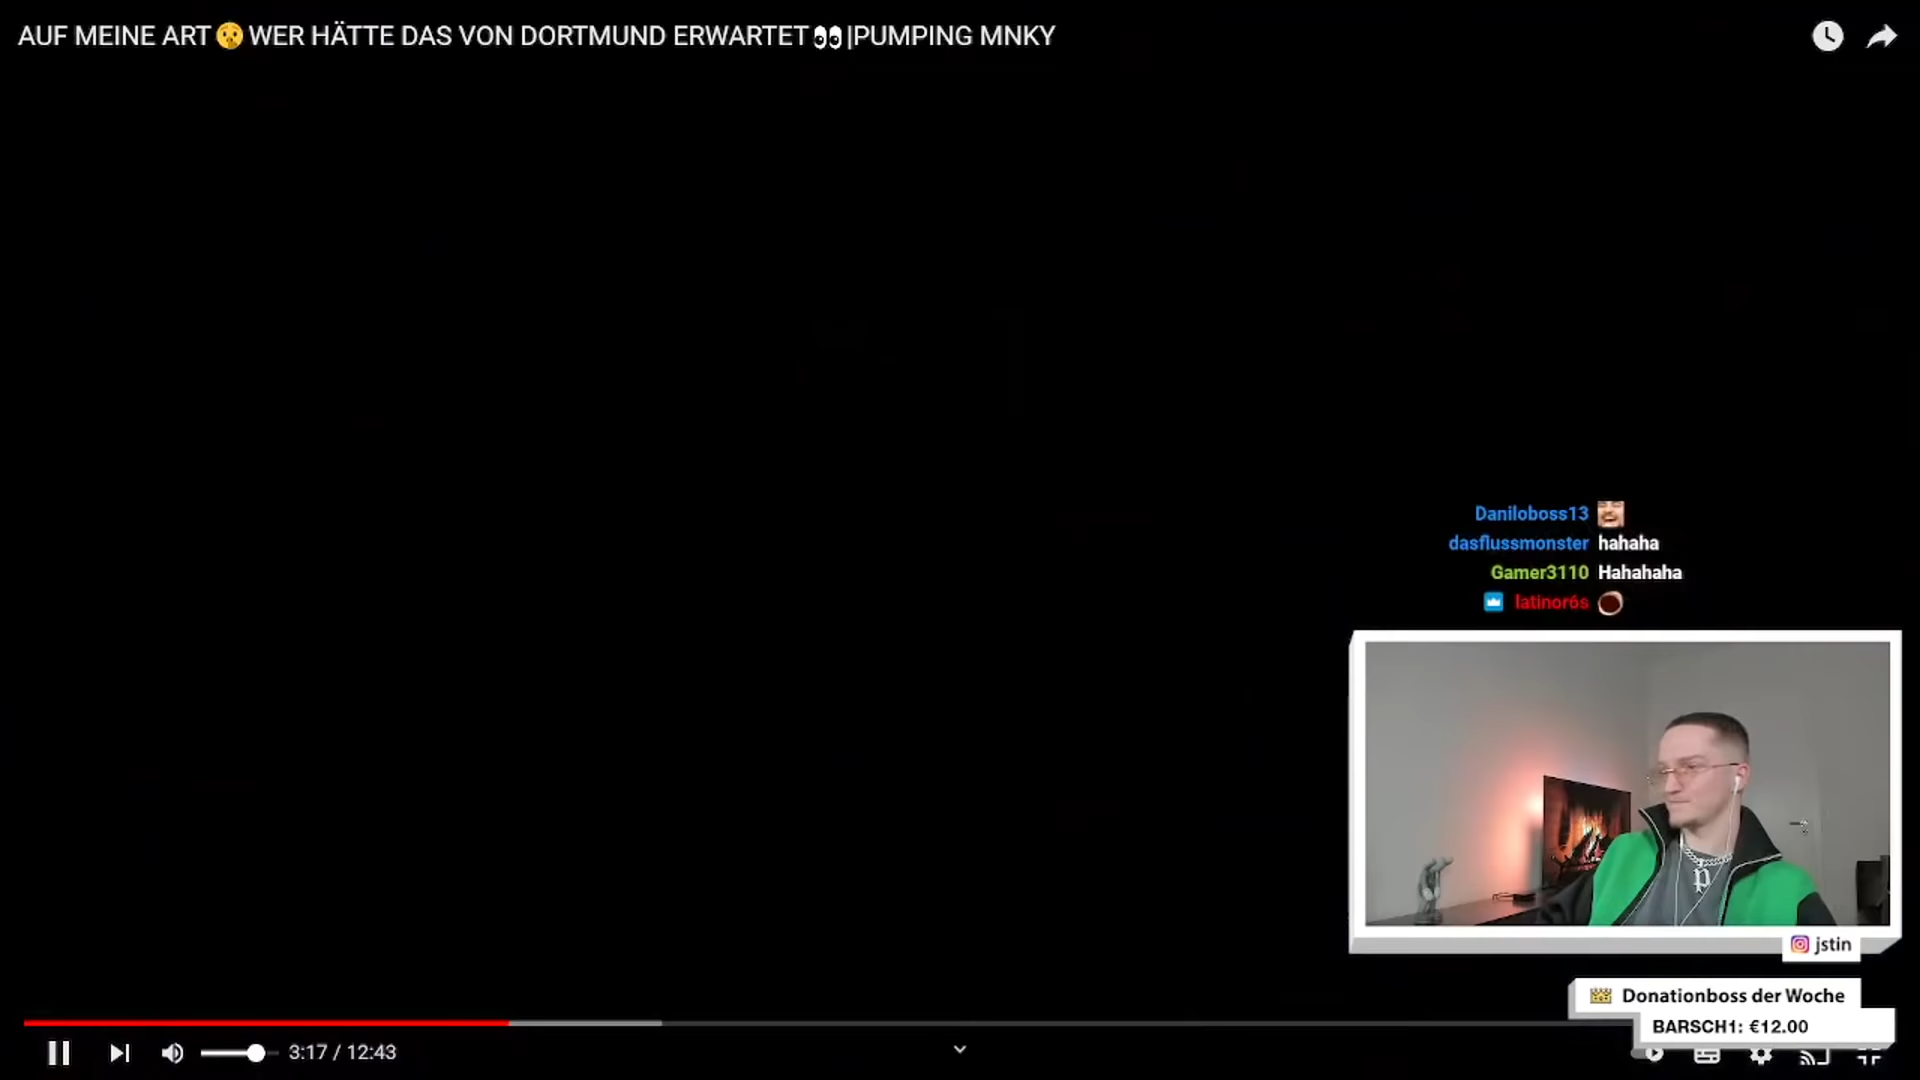 AUF MEINE ART🤫WER HÄTTE DAS VON DORTMUND ERWARTET👀|PUMPING MNKY
Daniloboss13
dasflussmonster hahaha
Gamer3110 Hahahaha
latinor6s
p
jstin
Donationboss der Woche
BARSCH1: €12.00
3:17 / 12:43